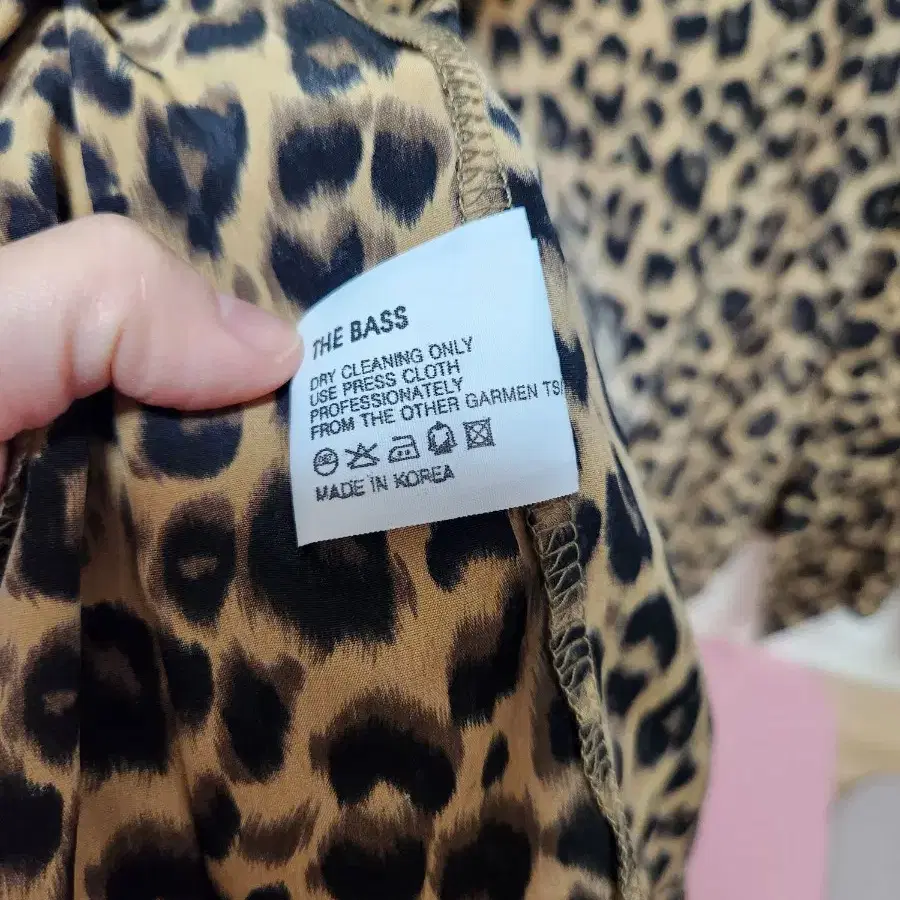 THE BASS
DRY CLEANING ONLY
USE PRESS CLOTH
PROFESSIONATELY
FROM THE OTHER GARMEN TS/
MADE IN KOREA